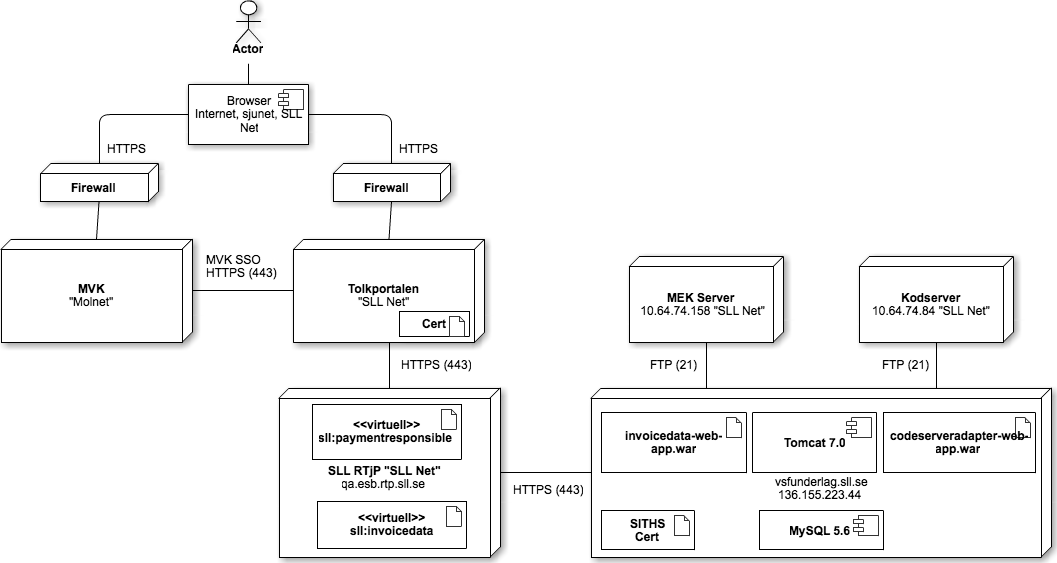 Actor
Browser
Internet, sjunet, SLL
Net
HTTPS
HTTPS
Firewall
Firewall
MVK
"Molnet"
MVK SSO
HTTPS (443)
Tolkportalen
"SLL Net"
Cert
MEK Server
10.64.74.158 "SLL Net"
Kodserver
10.64.74.84 "SLL Net"
HTTPS (443)
FTP (21)
FTP (21)
<<virtuell>>
sll:paymentresponsible
SLL RTjP "SLL Net"
qa.esb.rtp.sll.se
<<virtuell>>
sll:invoicedata
HTTPS (443)
invoicedata-web-
app.war
Tomcat 7.0
codeserveradapter-web-
app.war
vsfunderlag.sll.se
136.155.223.44
SITHS
Cert
MySQL 5.6